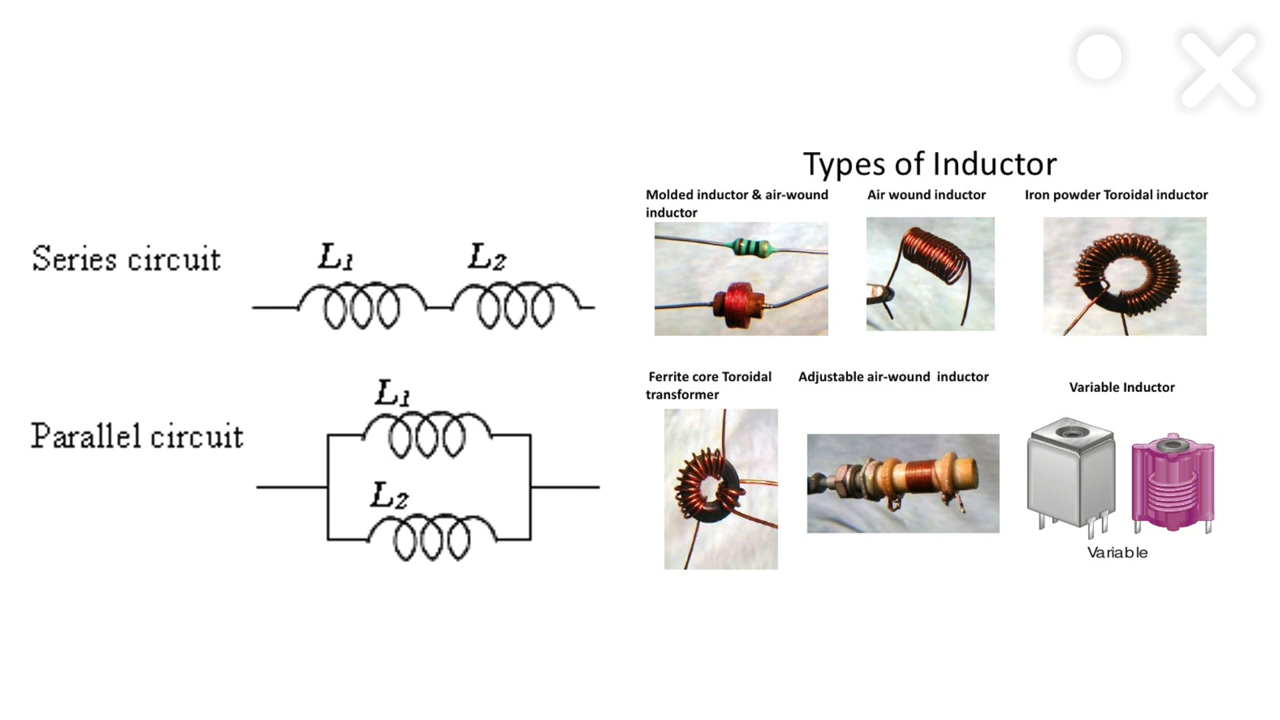 Series circuit
L1
L2
Parallel circuit
L1
L2
Types of Inductor
Molded inductor & air-wound
inductor
Air wound inductor
Iron powder Toroidal inductor
Ferrite core Toroidal
transformer
Adjustable air-wound inductor
Variable Inductor
Variable